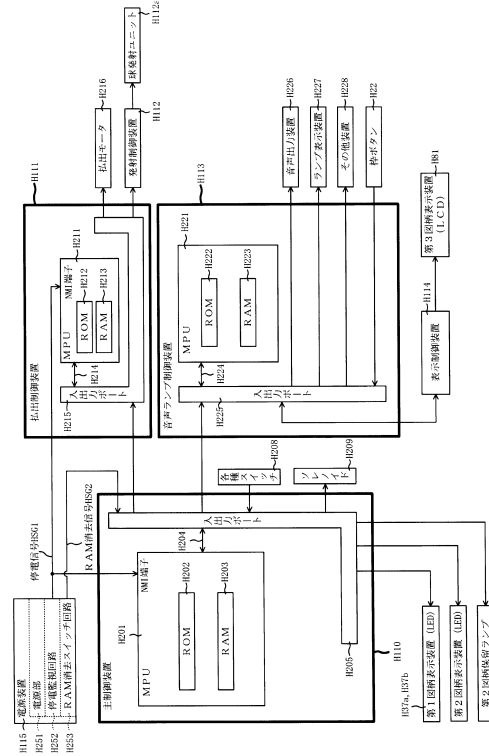 H115
電源装置
H251
電源部
H252
停電監視回路
H253
RAM消去スイッチ回路
停電信号HSG1
RAM消去信号HSG2
H111
払出制御装置
H211
MPU
NMI端子
H212
ROM
H213
RAM
H214
H215
入出力ポート
H216
払出モータ
H112
発射制御装置
H112a
球発射ユニット
H113
音声ランプ制御装置
H221
MPU
H222
ROM
H223
RAM
H224
H225
入出力ポート
H226
音声出力装置
H227
ランプ表示装置
H228
その他装置
H22
枠ボタン
H114
表示制御装置
H81
第3図柄表示装置
(LCD)
H110
主制御装置
H201
MPU
NMI端子
H202
ROM
H203
RAM
H204
H205
入出力ポート
H208
各種スイッチ
H209
ソレノイド
H37a, H37b
第1図柄表示装置(LED)
第2図柄表示装置(LED)
第2図柄保留ランプ